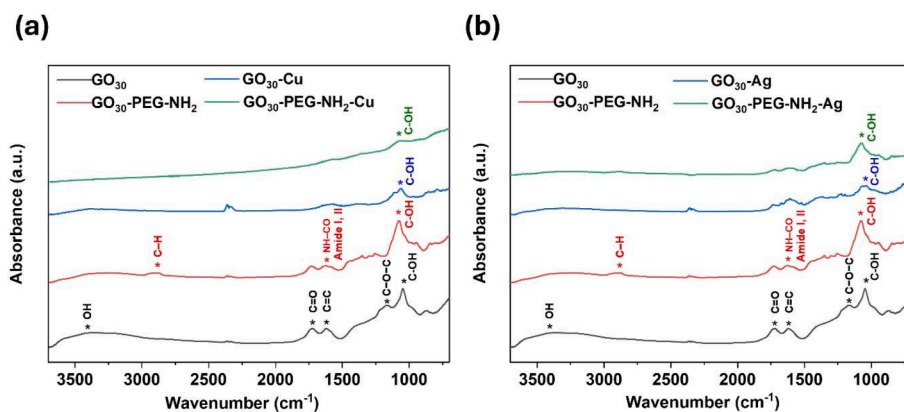 (a)
GO30
GO30-Cu
GO30-PEG-NH2
GO30-PEG-NH2-Cu
* C-OH
* C-OH
* C–H
* NH–CO
Amide I, II
* C-OH
* OH
* C=O
* C=C
* C–O–C
* C-OH
Absorbance (a.u.)
3500 3000 2500 2000 1500 1000
Wavenumber (cm-1)
(b)
GO30
GO30-Ag
GO30-PEG-NH2
GO30-PEG-NH2-Ag
* C-OH
* C-OH
* C–H
* NH–CO
Amide I, II
* C-OH
* OH
* C=O
* C=C
* C–O–C
* C-OH
Absorbance (a.u.)
3500 3000 2500 2000 1500 1000
Wavenumber (cm-1)